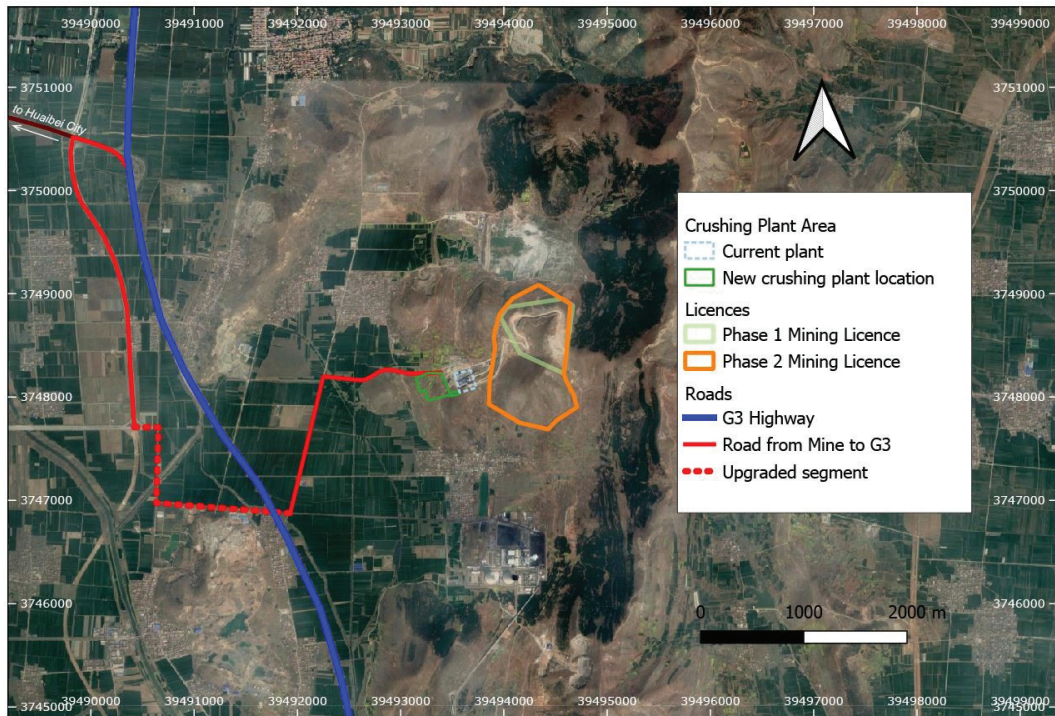 39490000 39491000 39492000 39493000 39494000 39495000 39496000 39497000 39498000 39499000
3751000 3751000
to Huaibei City
3750000 3750000
Crushing Plant Area
Current plant
New crushing plant location
3749000 3749000
Licences
Phase 1 Mining Licence
Phase 2 Mining Licence
3748000 3748000
Roads
G3 Highway
Road from Mine to G3
Upgraded segment
3747000 3747000
3746000 3746000
0 1000 2000 m
3745000 3745000
39490000 39491000 39492000 39493000 39494000 39495000 39496000 39497000 39498000 39499000